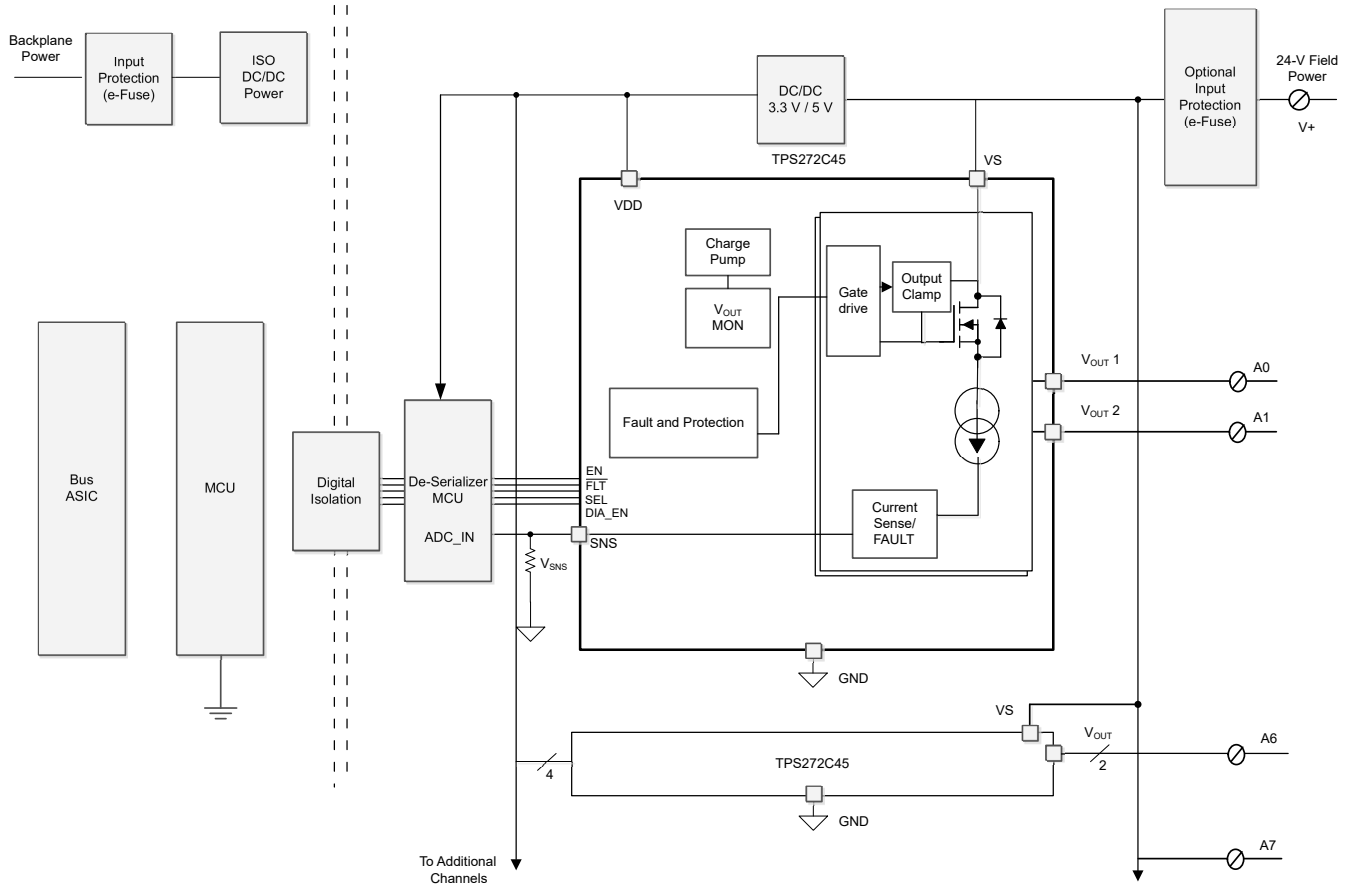 Backplane
Power
Input
Protection
(e-Fuse)
ISO
DC/DC
Power
DC/DC
3.3 V / 5 V
TPS272C45
Optional
Input
Protection
(e-Fuse)
24-V Field
Power
V+
VS
VDD
Charge
Pump
VOUT
MON
Gate
drive
Output
Clamp
Fault and Protection
VOUT 1
A0
VOUT 2
A1
Bus
ASIC
MCU
Digital
Isolation
De-Serializer
MCU
ADC_IN
EN
FLT
SEL
DIA_EN
SNS
VSNS
Current
Sense/
FAULT
GND
VS
TPS272C45
4
VOUT
2
A6
GND
A7
To Additional
Channels